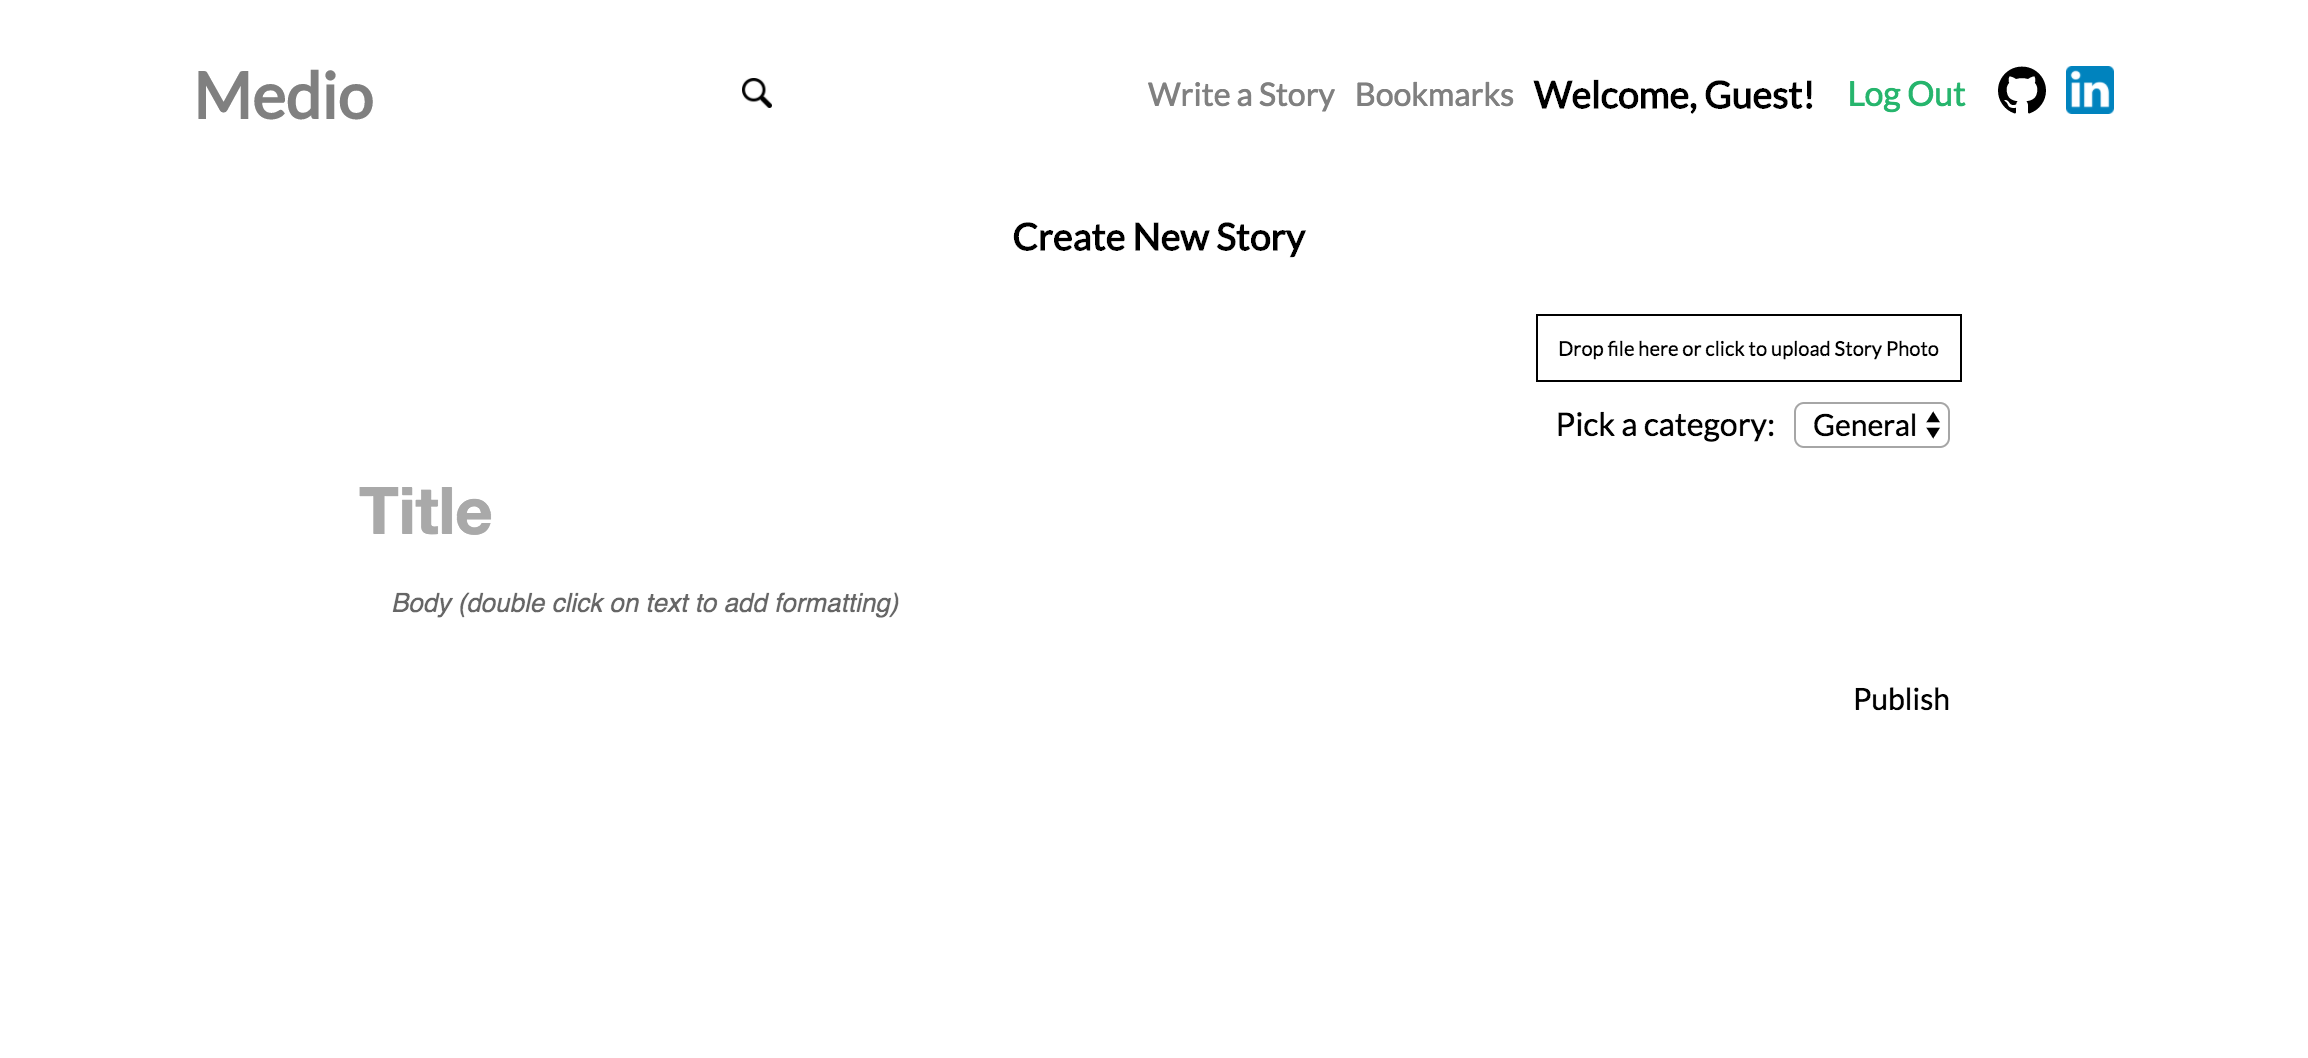 Medio
Write a Story Bookmarks Welcome, Guest! Log Out in
Create New Story
Drop file here or click to upload Story Photo
Pick a category: General
Title
Body (double click on text to add formatting)
Publish